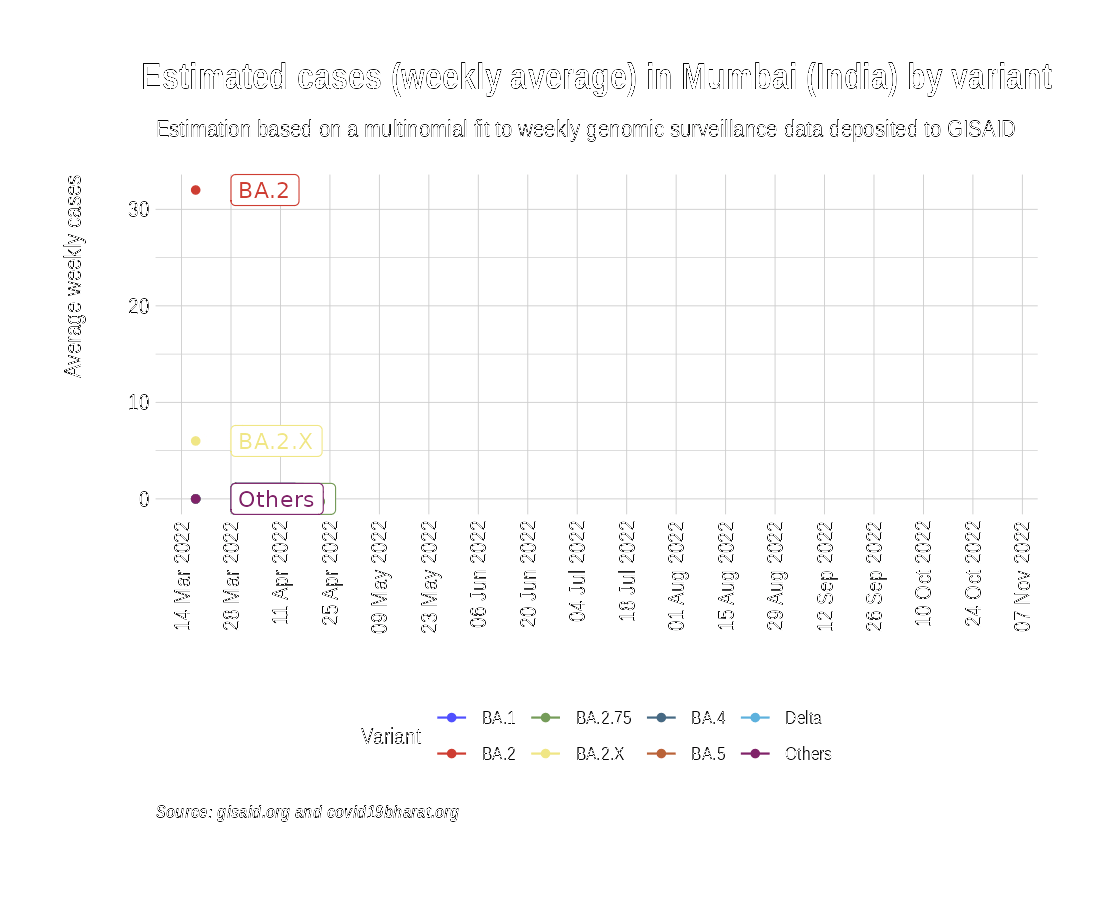 Estimated cases (weekly average) in Mumbai (India) by variant
Estimation based on a multinomial fit to weekly genomic surveillance data deposited to GISAID
Average weekly cases
30
20
10
0
BA.2
BA.2.X
Others
14 Mar 2022
28 Mar 2022
11 Apr 2022
25 Apr 2022
09 May 2022
23 May 2022
06 Jun 2022
20 Jun 2022
04 Jul 2022
18 Jul 2022
01 Aug 2022
15 Aug 2022
29 Aug 2022
12 Sep 2022
26 Sep 2022
10 Oct 2022
24 Oct 2022
07 Nov 2022
Variant
BA.1 BA.2.75 BA.4 Delta
BA.2 BA.2.X BA.5 Others
Source: gisaid.org and covid19bharat.org